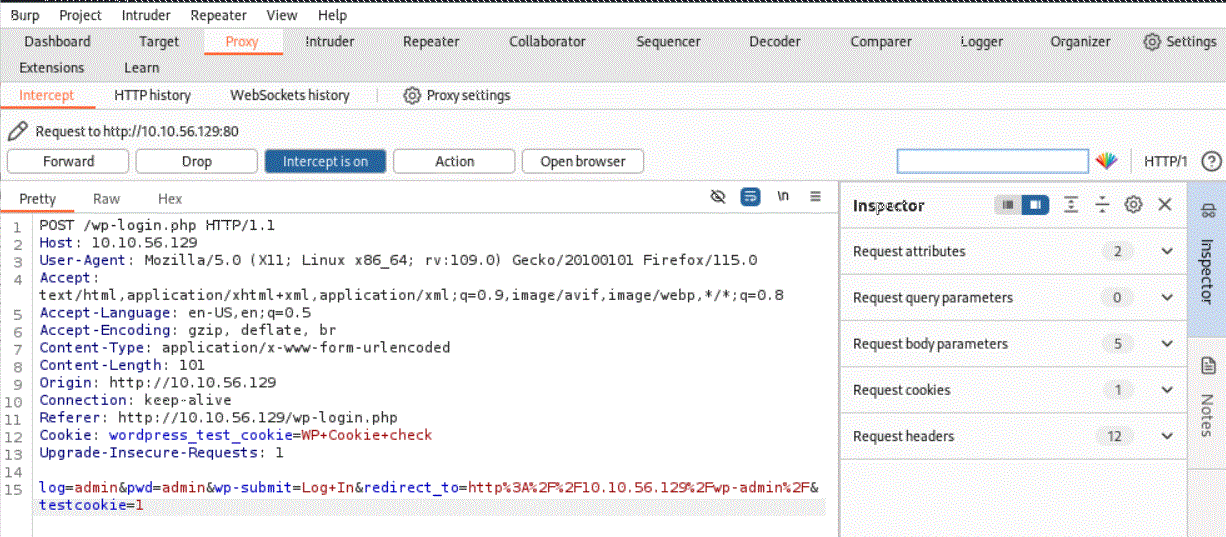 Burp Project Intruder Repeater View Help
Dashboard Target Proxy Intruder Repeater Collaborator Sequencer Decoder Comparer Logger Organizer Settings
Extensions Learn
Intercept HTTP history WebSockets history Proxy settings
Request to http://10.10.56.129:80
Forward Drop Intercept is on Action Open browser HTTP/1 ?
Pretty Raw Hex \n
Inspector
1 POST /wp-login.php HTTP/1.1
2 Host: 10.10.56.129
3 User-Agent: Mozilla/5.0 (X11; Linux x86_64; rv:109.0) Gecko/20100101 Firefox/115.0
4 Accept:
text/html,application/xhtml+xml,application/xml;q=0.9,image/avif,image/webp,*/*;q=0.8
5 Accept-Language: en-US,en;q=0.5
6 Accept-Encoding: gzip, deflate, br
7 Content-Type: application/x-www-form-urlencoded
8 Content-Length: 101
9 Origin: http://10.10.56.129
10 Connection: keep-alive
11 Referer: http://10.10.56.129/wp-login.php
12 Cookie: wordpress_test_cookie=WP+Cookie+check
13 Upgrade-Insecure-Requests: 1
14
15 log=admin&pwd=admin&wp-submit=Log+In&redirect_to=http%3A%2F%2F10.10.56.129%2Fwp-admin%2F&
testcookie=1
Request attributes 2
Request query parameters 0
Request body parameters 5
Request cookies 1
Request headers 12
Inspector
Notes